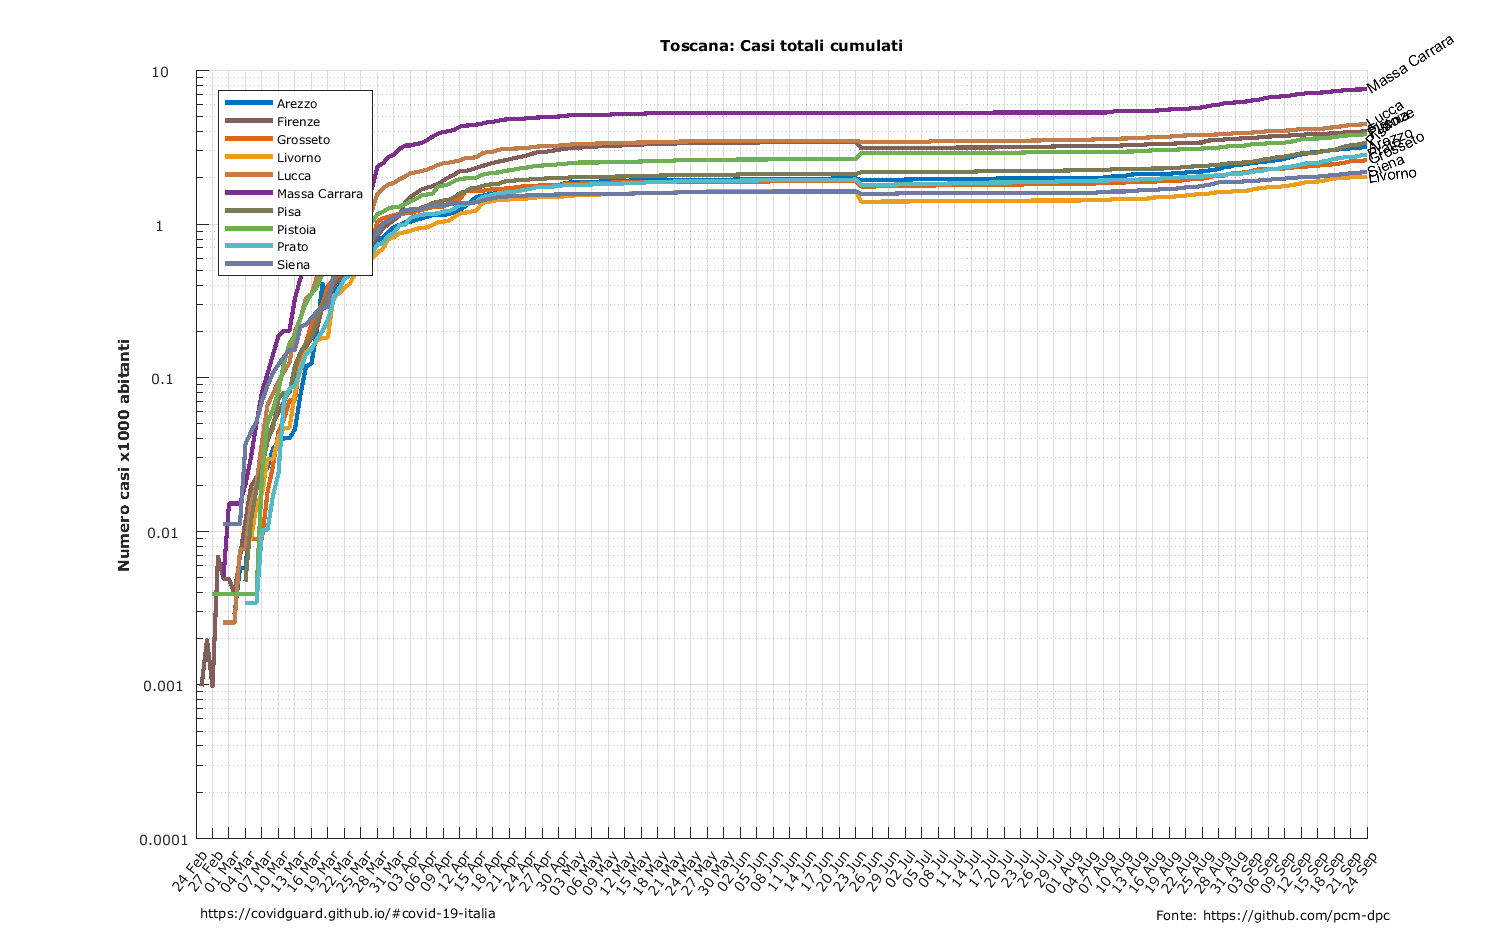 Toscana: Casi totali cumulati
Numero casi x1000 abitanti
10
1
0.1
0.01
0.001
0.0001
Arezzo
Firenze
Grosseto
Livorno
Lucca
Massa Carrara
Pisa
Pistoia
Prato
Siena
Massa Carrara
Lucca
Arezzo
Grosseto
Siena
Livorno
24 Feb
27 Feb
01 Mar
04 Mar
07 Mar
10 Mar
13 Mar
16 Mar
19 Mar
22 Mar
25 Mar
28 Mar
31 Mar
03 Apr
06 Apr
09 Apr
12 Apr
15 Apr
18 Apr
21 Apr
24 Apr
27 Apr
30 Apr
03 May
06 May
09 May
12 May
15 May
18 May
21 May
24 May
27 May
30 May
02 Jun
05 Jun
08 Jun
11 Jun
14 Jun
17 Jun
20 Jun
23 Jun
26 Jun
29 Jun
02 Jul
05 Jul
08 Jul
11 Jul
14 Jul
17 Jul
20 Jul
23 Jul
26 Jul
29 Jul
01 Aug
04 Aug
07 Aug
10 Aug
13 Aug
16 Aug
19 Aug
22 Aug
25 Aug
28 Aug
31 Aug
03 Sep
06 Sep
09 Sep
12 Sep
15 Sep
18 Sep
21 Sep
24 Sep
https://covidguard.github.io/#covid-19-italia
Fonte: https://github.com/pcm-dpc